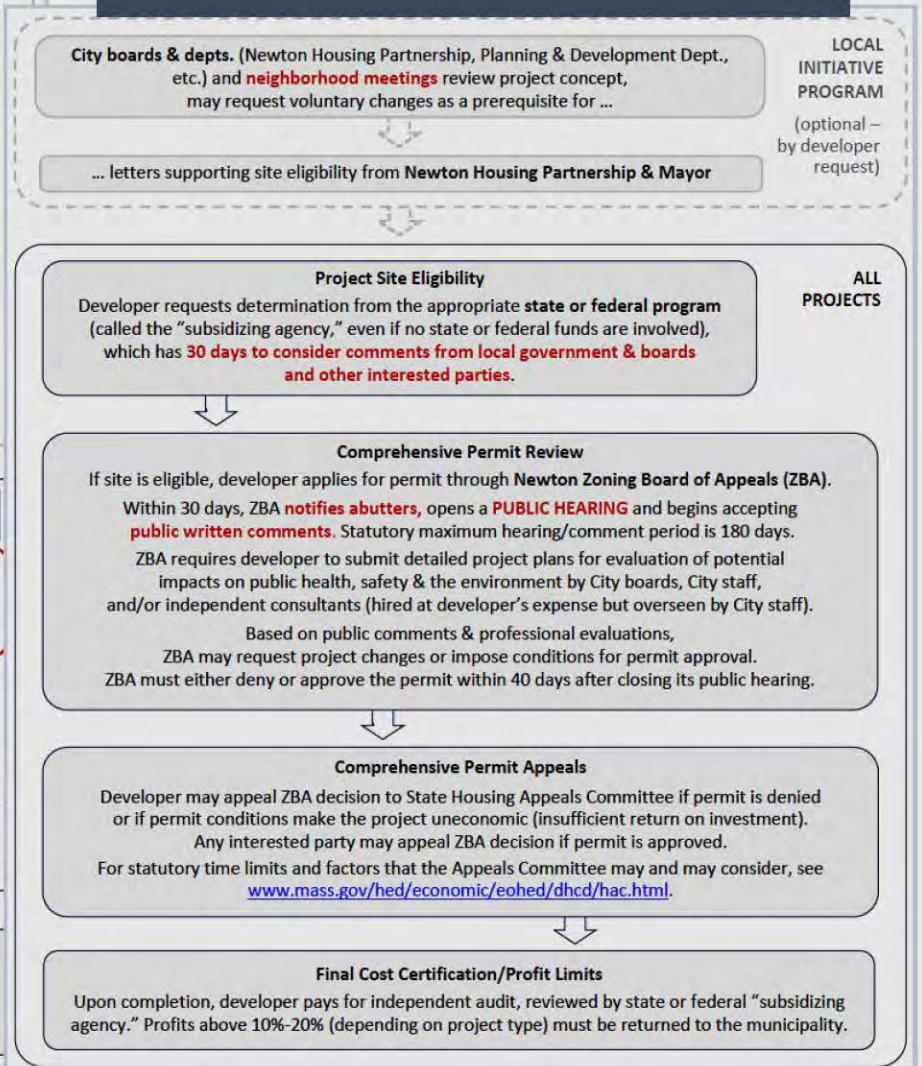 City boards & depts. (Newton Housing Partnership, Planning & Development Dept.,
etc.) and neighborhood meetings review project concept,
may request voluntary changes as a prerequisite for ...
LOCAL
INITIATIVE
PROGRAM
(optional –
by developer
request)
... letters supporting site eligibility from Newton Housing Partnership & Mayor
ALL
PROJECTS
Project Site Eligibility
Developer requests determination from the appropriate state or federal program
(called the “subsidizing agency,” even if no state or federal funds are involved),
which has 30 days to consider comments from local government & boards
and other interested parties.
Comprehensive Permit Review
If site is eligible, developer applies for permit through Newton Zoning Board of Appeals (ZBA).
Within 30 days, ZBA notifies abutters, opens a PUBLIC HEARING and begins accepting
public written comments. Statutory maximum hearing/comment period is 180 days.
ZBA requires developer to submit detailed project plans for evaluation of potential
impacts on public health, safety & the environment by City boards, City staff,
and/or independent consultants (hired at developer’s expense but overseen by City staff).
Based on public comments & professional evaluations,
ZBA may request project changes or impose conditions for permit approval.
ZBA must either deny or approve the permit within 40 days after closing its public hearing.
Comprehensive Permit Appeals
Developer may appeal ZBA decision to State Housing Appeals Committee if permit is denied
or if permit conditions make the project uneconomic (insufficient return on investment).
Any interested party may appeal ZBA decision if permit is approved.
For statutory time limits and factors that the Appeals Committee may and may consider, see
www.mass.gov/hed/economic/eohed/dhcd/hac.html.
Final Cost Certification/Profit Limits
Upon completion, developer pays for independent audit, reviewed by state or federal “subsidizing
agency.” Profits above 10%-20% (depending on project type) must be returned to the municipality.